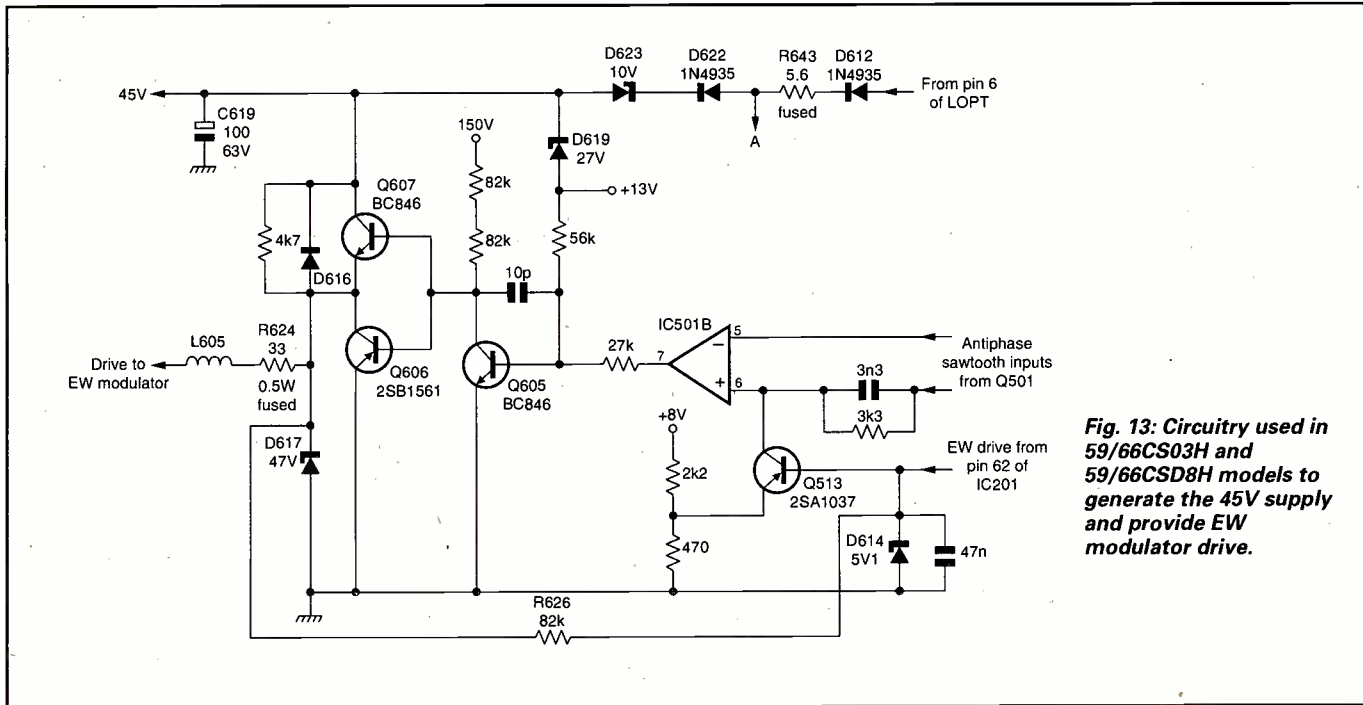 D623
10V
D622
1N4935
R643
5.6
fused
D612
1N4935
From pin 6
of LOPT
45V
A
C619
100
63V
150V
D619
27V
+13V
Q607
BC846
82k
82k
56k
4k7
D616
10p
L605
R624
33
0.5W
fused
Drive to
EW modulator
Q606
2SB1561
Q605
BC846
27k
IC501B
7
5
–
+
6
Antiphase
sawtooth inputs
from Q501
3n3
3k3
+8V
2k2
470
Q513
2SA1037
EW drive from
pin 62 of
IC201
D617
47V
D614
5V1
47n
R626
82k
Fig. 13: Circuitry used in
59/66CS03H and
59/66CSD8H models to
generate the 45V supply
and provide EW
modulator drive.